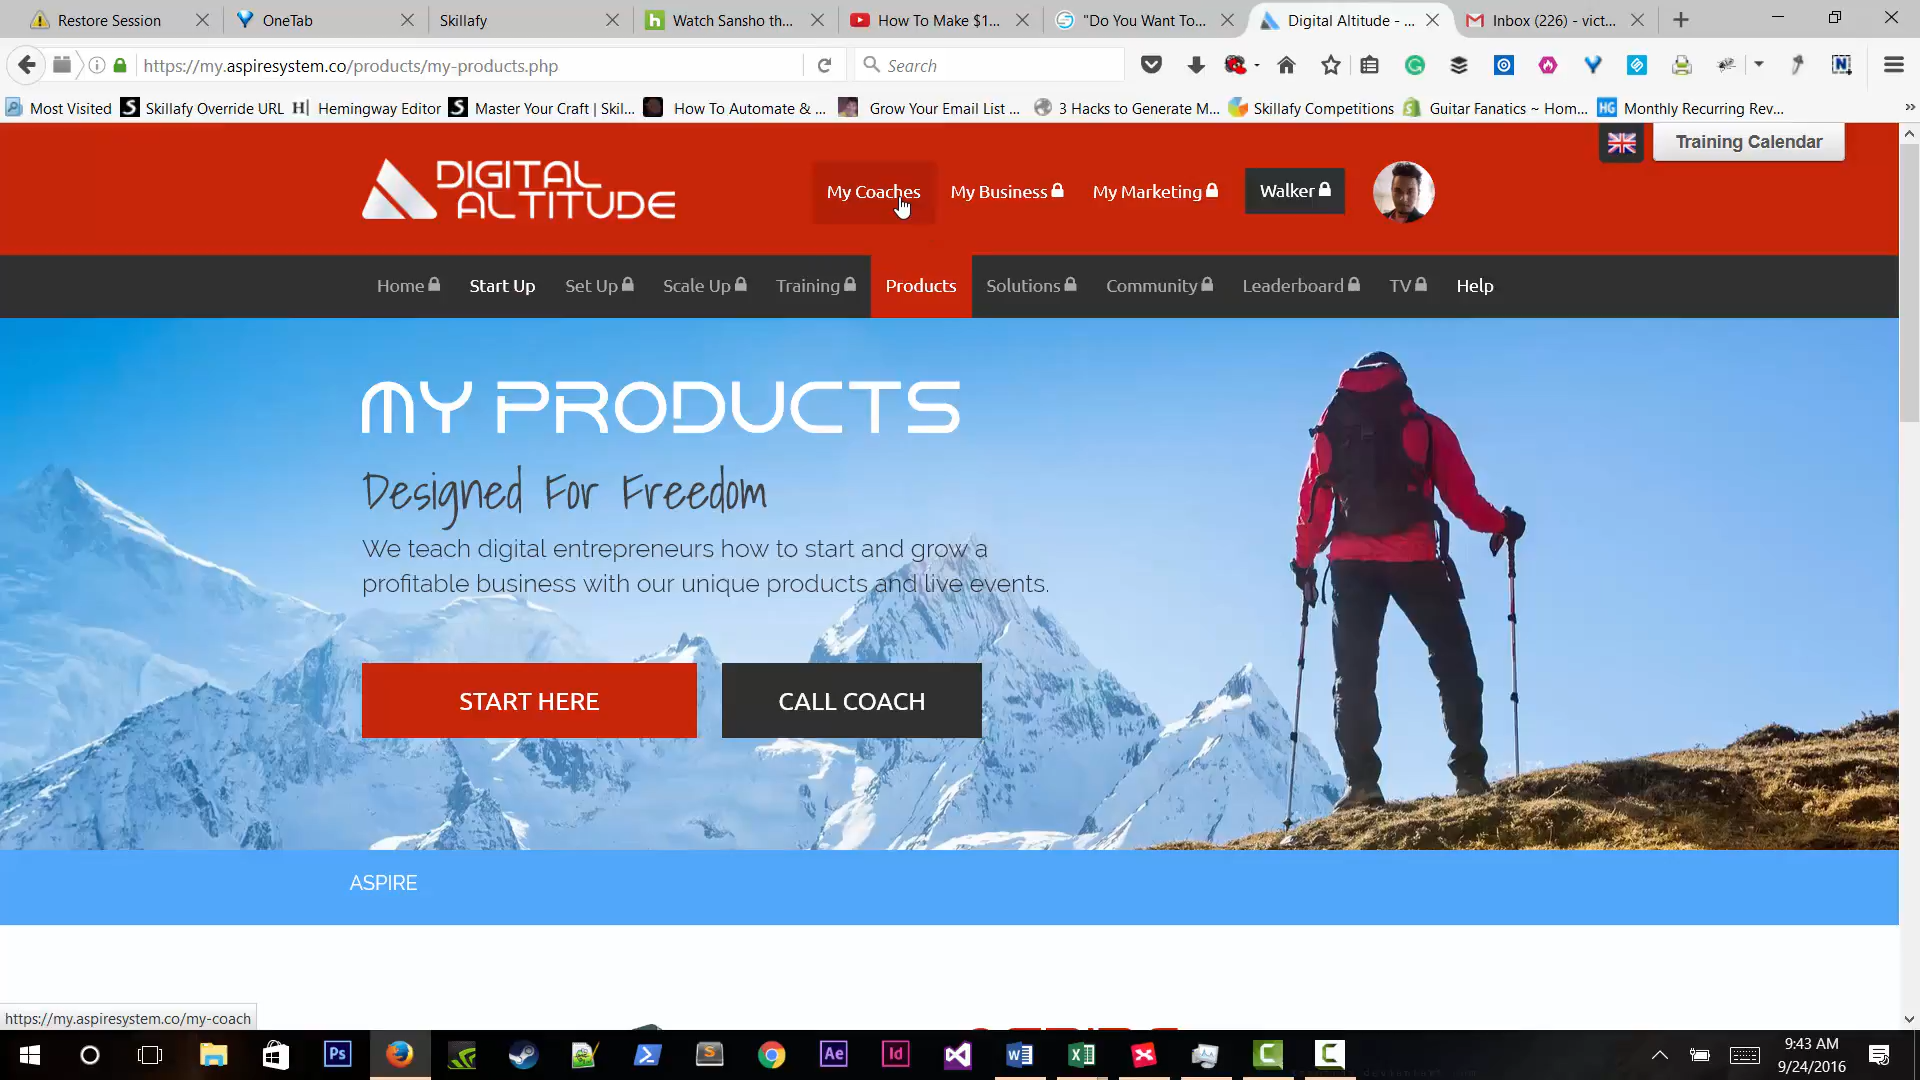 Restore Session
OneTab
Skillafy
Watch Sansho th...
How To Make $1...
"Do You Want To...
Digital Altitude - ...
Inbox (226) - vict...
https://my.aspiresystem.co/products/my-products.php
Search
Most Visited
Skillafy Override URL
Hemingway Editor
Master Your Craft | Skil...
How To Automate & ...
Grow Your Email List ...
3 Hacks to Generate M...
Skillafy Competitions
Guitar Fanatics ~ Hom...
Monthly Recurring Rev...
Training Calendar
DIGITAL
ALTITUDE
My Coaches
My Business
My Marketing
Walker
Home
Start Up
Set Up
Scale Up
Training
Products
Solutions
Community
Leaderboard
TV
Help
MY PRODUCTS
Designed For Freedom
We teach digital entrepreneurs how to start and grow a
profitable business with our unique products and live events.
START HERE
CALL COACH
ASPIRE
https://my.aspiresystem.co/my-coach
9:43 AM
9/24/2016